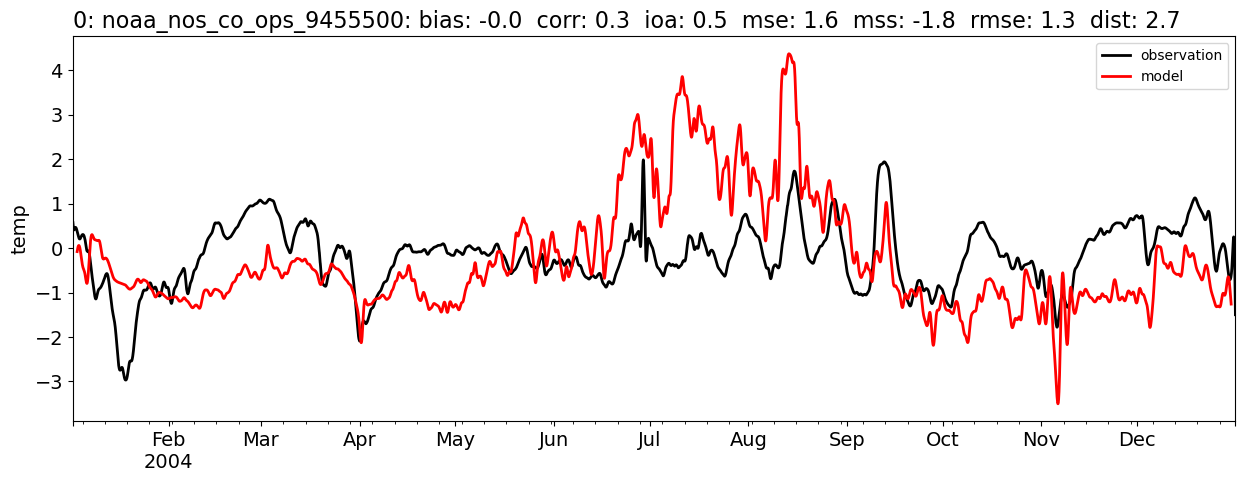 0: noaa_nos_co_ops_9455500: bias: -0.0  corr: 0.3  ioa: 0.5  mse: 1.6  mss: -1.8  rmse: 1.3  dist: 2.7
observation
model
temp
4
3
2
1
0
−1
−2
−3
Feb Mar Apr May Jun Jul Aug Sep Oct Nov Dec
2004